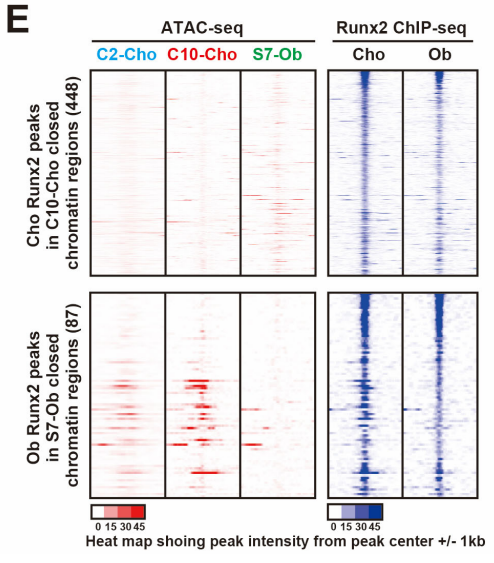 E
ATAC-seq
Runx2 ChIP-seq
C2-Cho C10-Cho S7-Ob
Cho Ob
Cho Runx2 peaks
in C10-Cho closed
chromatin regions (448)
Ob Runx2 peaks
in S7-Ob closed
chromatin regions (87)
0 15 30 45
0 15 30 45
Heat map shoing peak intensity from peak center +/- 1kb